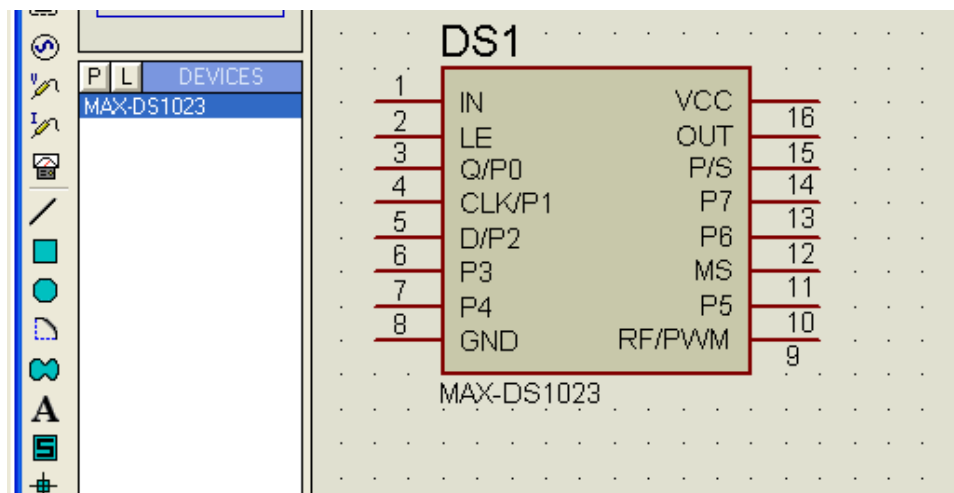 P L DEVICES
MAX-DS1023
A
DS1
1 IN VCC 16
2 LE OUT 15
3 Q/P0 P/S 14
4 CLK/P1 P7 13
5 D/P2 P6 12
6 P3 MS 11
7 P4 P5 10
8 GND RF/PWM 9
MAX-DS1023